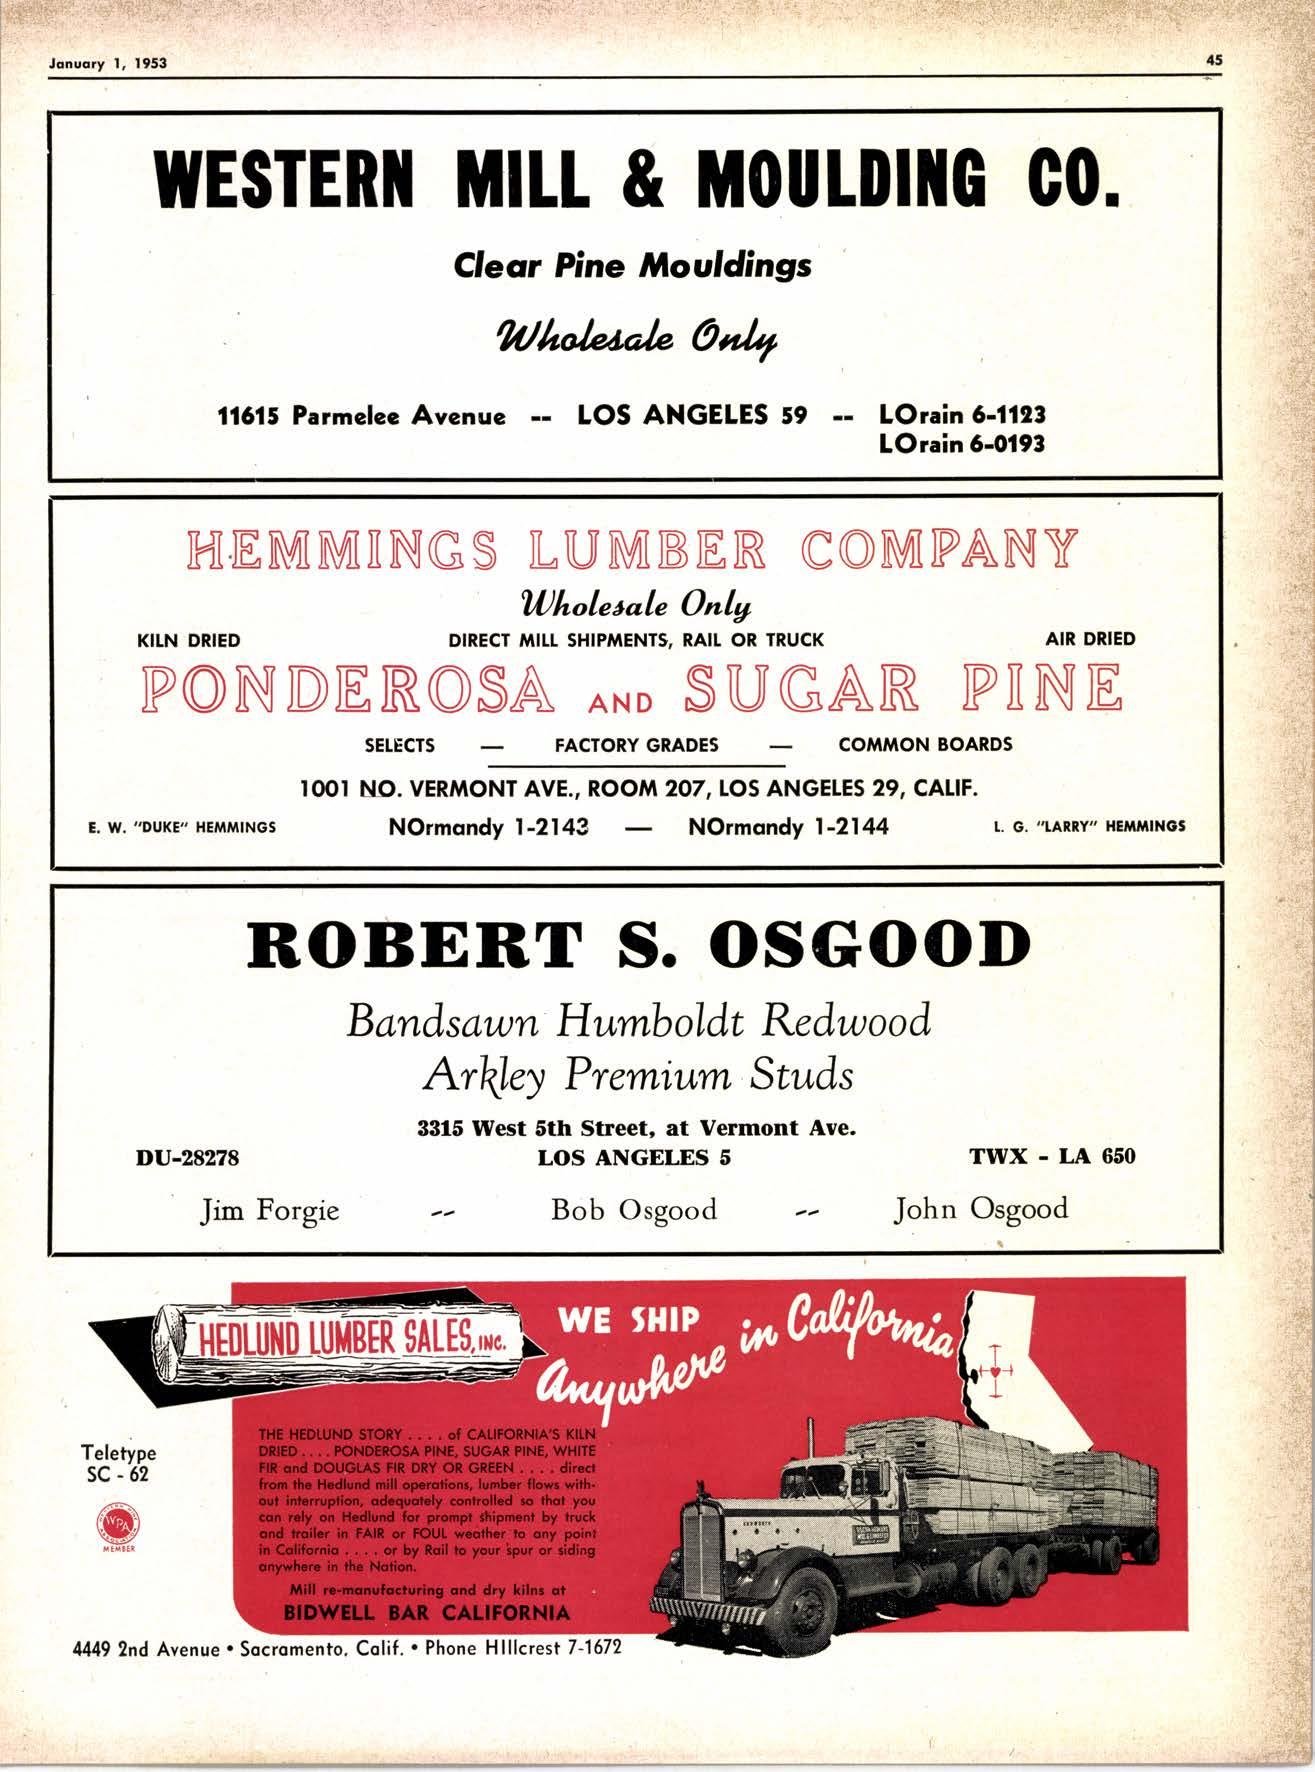 January 1, 1953 45
WESTERN MILL & MOULDING CO.
Clear Pine Mouldings
Wholesale Only
11615 Parmelee Avenue -- LOS ANGELES 59 -- LOrain 6-1123
LOrain 6-0193
HEMMINGS LUMBER COMPANY
Wholesale Only
KILN DRIED DIRECT MILL SHIPMENTS, RAIL OR TRUCK AIR DRIED
PONDEROSA AND SUGAR PINE
SELECTS — FACTORY GRADES — COMMON BOARDS
1001 NO. VERMONT AVE., ROOM 207, LOS ANGELES 29, CALIF.
E. W. "DUKE" HEMMINGS NOrmandy 1-2143 — NOrmandy 1-2144 L. G. "LARRY" HEMMINGS
ROBERT S. OSGOOD
Bandsawn Humboldt Redwood
Arkley Premium Studs
3315 West 5th Street, at Vermont Ave.
DU-28278 LOS ANGELES 5 TWX - LA 650
Jim Forgie -- Bob Osgood -- John Osgood
HEDLUND LUMBER SALES, INC.
WE SHIP
Anywhere in California
THE HEDLUND STORY . . . . of CALIFORNIA'S KILN
DRIED . . . . PONDEROSA PINE, SUGAR PINE, WHITE
FIR and DOUGLAS FIR DRY OR GREEN . . . . direct
from the Hedlund mill operations, lumber flows with-
out interruption, adequately controlled so that you
can rely on Hedlund for prompt shipment by truck
and trailer in FAIR or FOUL weather to any point
in California . . . . or by Rail to your spur or siding
anywhere in the Nation.
Mill re-manufacturing and dry kilns at
BIDWELL BAR CALIFORNIA
Teletype
SC - 62
WPA
MEMBER
4449 2nd Avenue • Sacramento, Calif. • Phone HIllcrest 7-1672